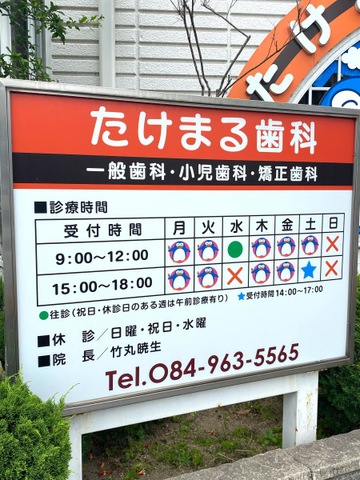 たけ
たけまる歯科
一般歯科・小児歯科・矯正歯科
■診療時間
受付時間 月 火 水 木 金 土 日
9:00〜12:00 ● ×
15:00〜18:00 × ★ ×
●往診(祝日・休診日のある週は午前診療有り) ★受付時間14:00〜17:00
■休 診/日曜・祝日・水曜
■院 長/竹丸暁生
Tel.084-963-5565